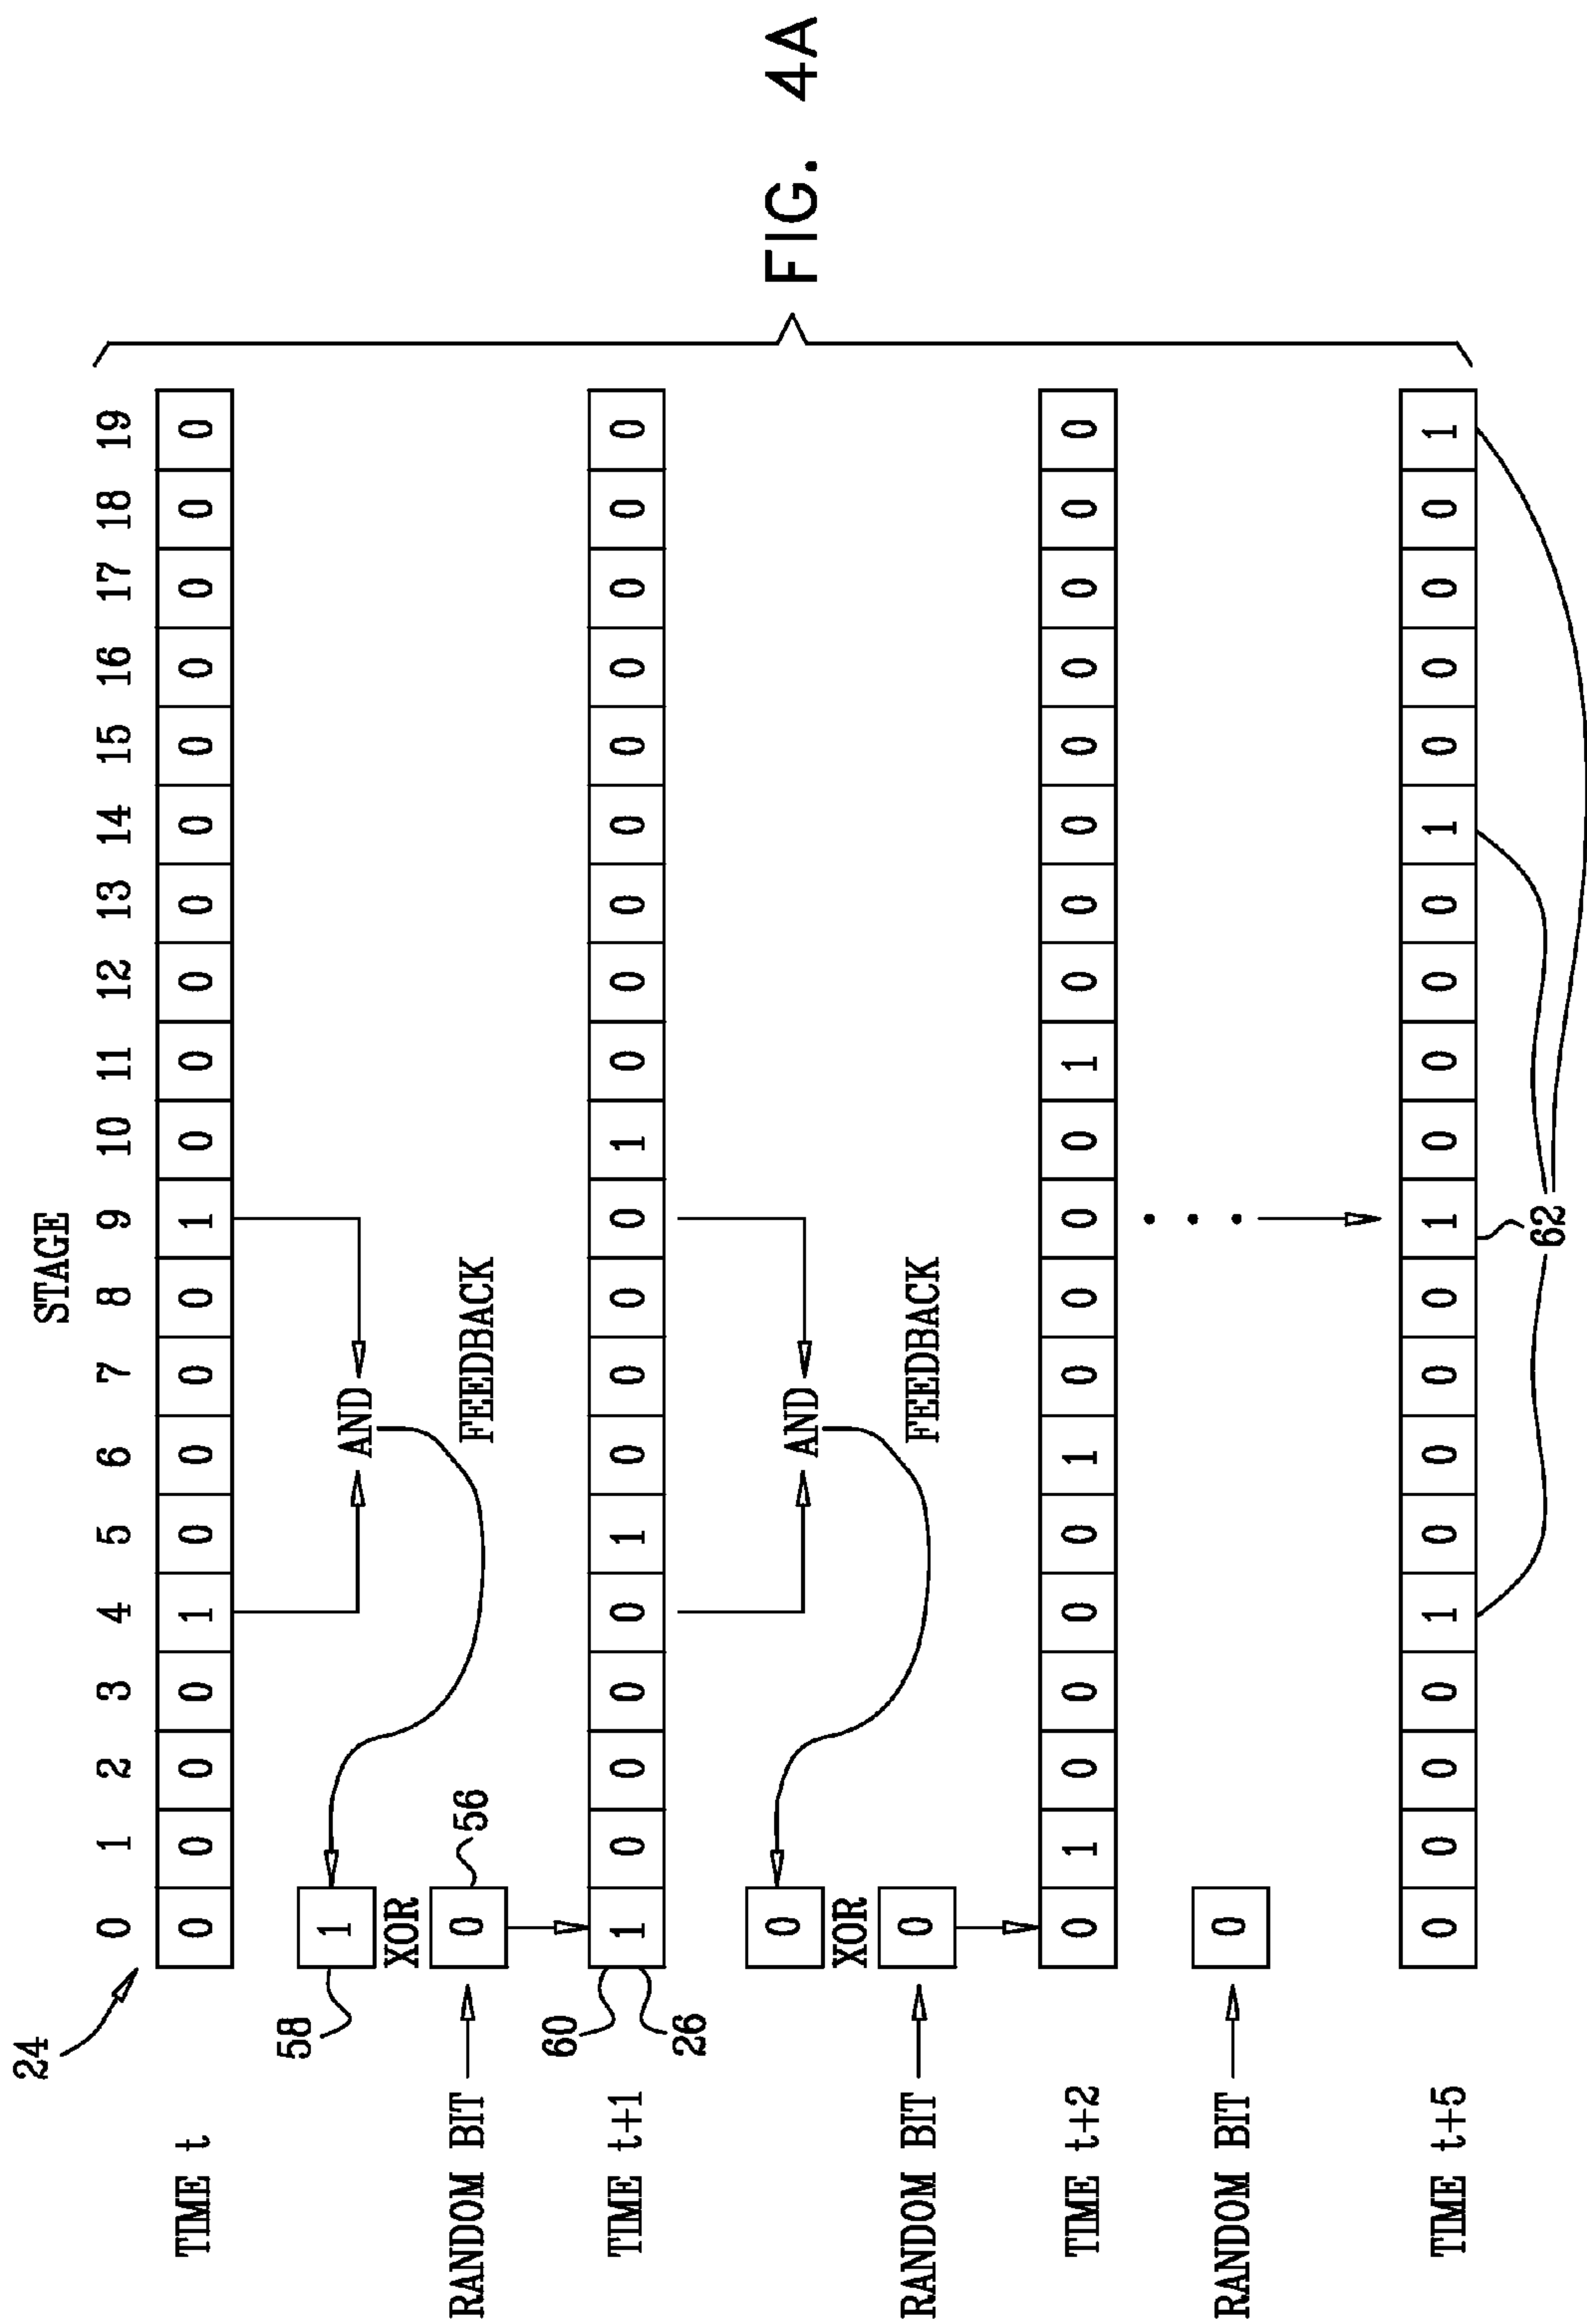 24
STAGE
0 1 2 3 4 5 6 7 8 9 10 11 12 13 14 15 16 17 18 19
TIME t 0 0 0 0 1 0 0 0 0 1 0 0 0 0 0 0 0 0 0 0
58 1
AND
XOR
RANDOM BIT 0 56
FEEDBACK
60
TIME t+1 1 0 0 0 0 1 0 0 0 0 1 0 0 0 0 0 0 0 0 0
26
0
AND
XOR
RANDOM BIT 0
FEEDBACK
TIME t+2 0 1 0 0 0 0 1 0 0 0 0 1 0 0 0 0 0 0 0 0
RANDOM BIT 0
. . .
TIME t+5 0 0 0 0 1 0 0 0 0 1 0 0 0 0 1 0 0 0 0 1
62
FIG. 4A